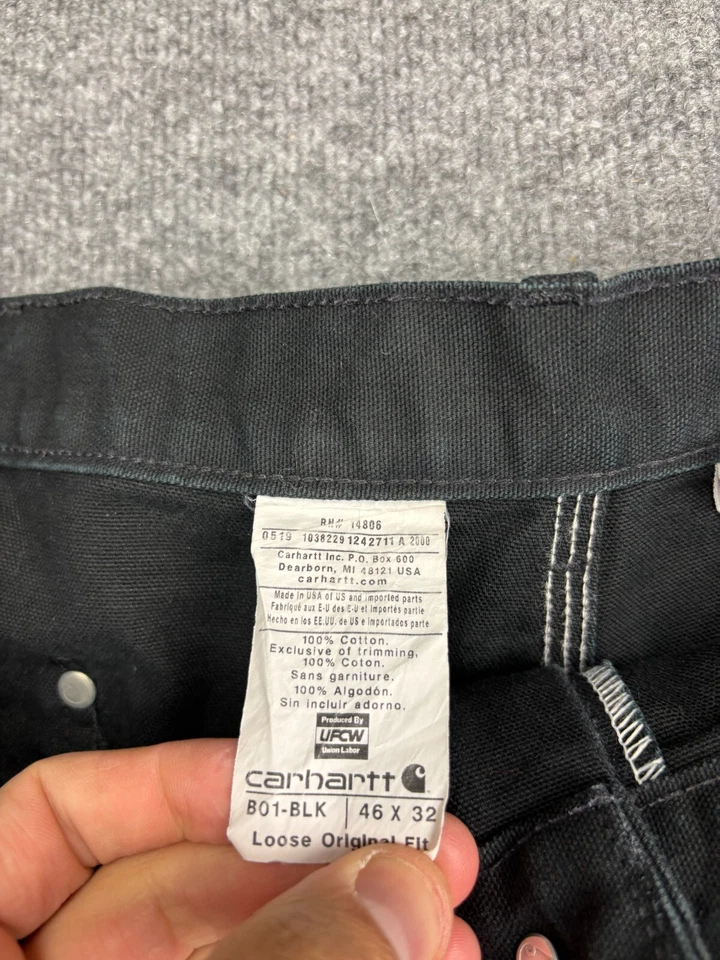 RN# 14806
0519 1038229 1242711 A 2000
Carhartt Inc. P.O. Box 600
Dearborn, MI 48121 USA
carhartt.com
Made in USA of US and imported parts
Fabriqué aux E-U des E-U et importés partie
Hecho en los EE.UU. de US e importados parte
100% Cotton.
Exclusive of trimming.
100% Coton.
Sans garniture.
100% Algodón.
Sin incluir adorno.
Produced By
UFCW
Union Labor
carhartt
B01-BLK 46 X 32
Loose Original Fit